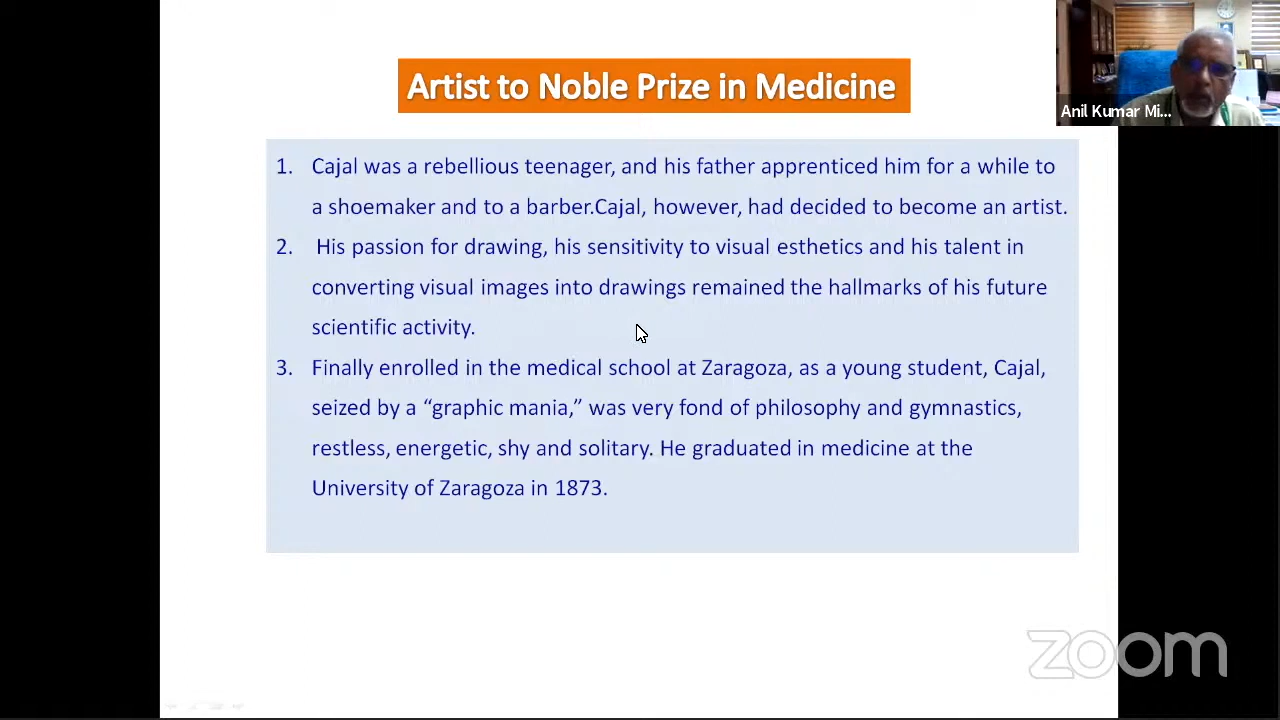 Artist to Noble Prize in Medicine
Anil Kumar Mi...
1. Cajal was a rebellious teenager, and his father apprenticed him for a while to
a shoemaker and to a barber.Cajal, however, had decided to become an artist.
2. His passion for drawing, his sensitivity to visual esthetics and his talent in
converting visual images into drawings remained the hallmarks of his future
scientific activity.
3. Finally enrolled in the medical school at Zaragoza, as a young student, Cajal,
seized by a “graphic mania,” was very fond of philosophy and gymnastics,
restless, energetic, shy and solitary. He graduated in medicine at the
University of Zaragoza in 1873.
zoom